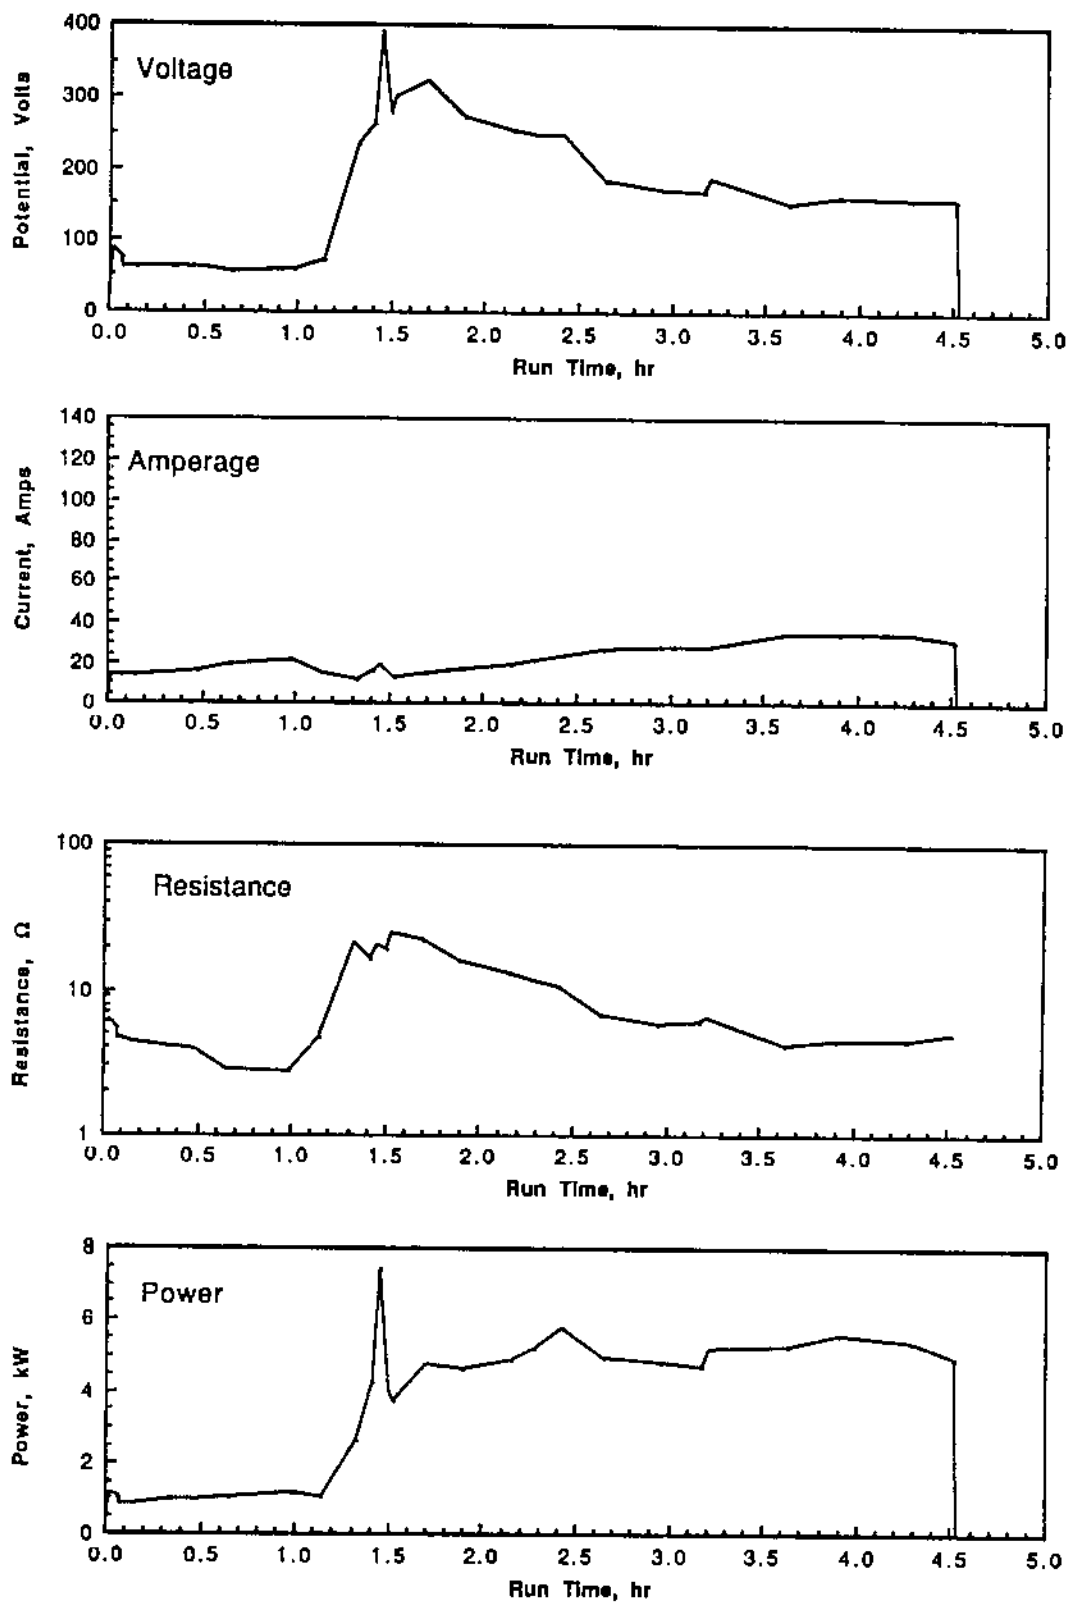 400
Voltage
300
200
100
0
Potential, Volts
0.0 0.5 1.0 1.5 2.0 2.5 3.0 3.5 4.0 4.5 5.0
Run Time, hr
140
120
Amperage
100
80
60
40
20
0
Current, Amps
0.0 0.5 1.0 1.5 2.0 2.5 3.0 3.5 4.0 4.5 5.0
Run Time, hr
100
Resistance
10
1
Resistance, Ω
0.0 0.5 1.0 1.5 2.0 2.5 3.0 3.5 4.0 4.5 5.0
Run Time, hr
8
Power
6
4
2
0
Power, kW
0.0 0.5 1.0 1.5 2.0 2.5 3.0 3.5 4.0 4.5 5.0
Run Time, hr